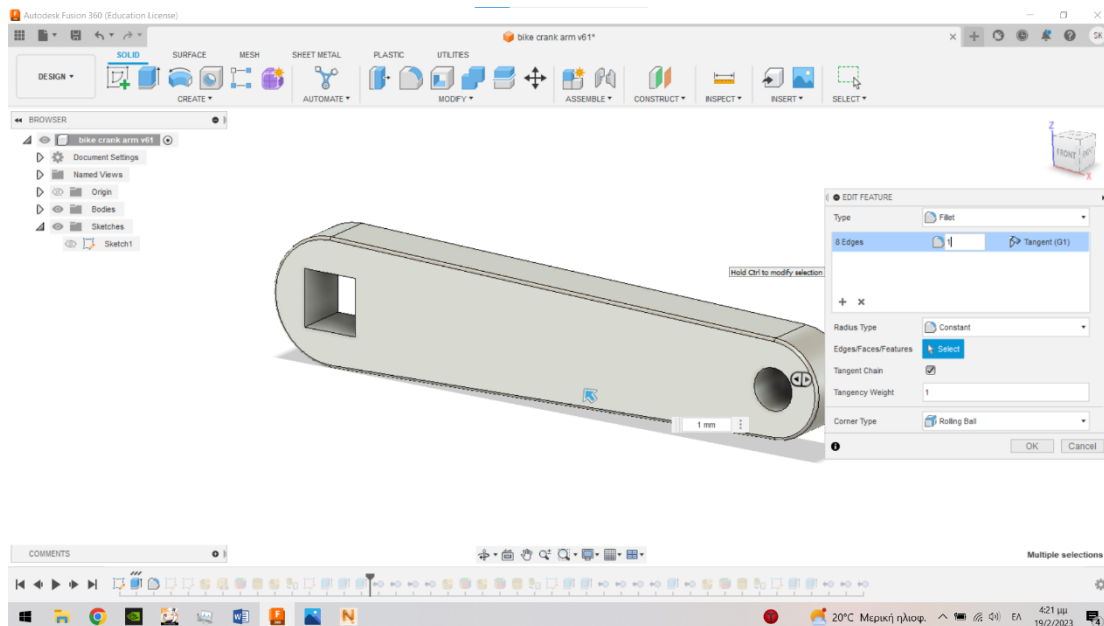 Autodesk Fusion 360 (Education License)
bike crank arm v61*
SK
SOLID SURFACE MESH SHEET METAL PLASTIC UTILITIES
DESIGN
CREATE AUTOMATE MODIFY ASSEMBLE CONSTRUCT INSPECT INSERT SELECT
BROWSER
bike crank arm v61
Document Settings
Named Views
Origin
Bodies
Sketches
Sketch1
Z
FRONT
X
EDIT FEATURE
Type Fillet
8 Edges 1 Tangent (G1)
Hold Ctrl to modify selection
Radius Type Constant
Edges/Faces/Features Select
Tangent Chain
Tangency Weight 1
1 mm
Corner Type Rolling Ball
OK Cancel
COMMENTS
Multiple selections
20°C Μερική ηλιοφ. ΕΛ 4:21 μμ
19/2/2023